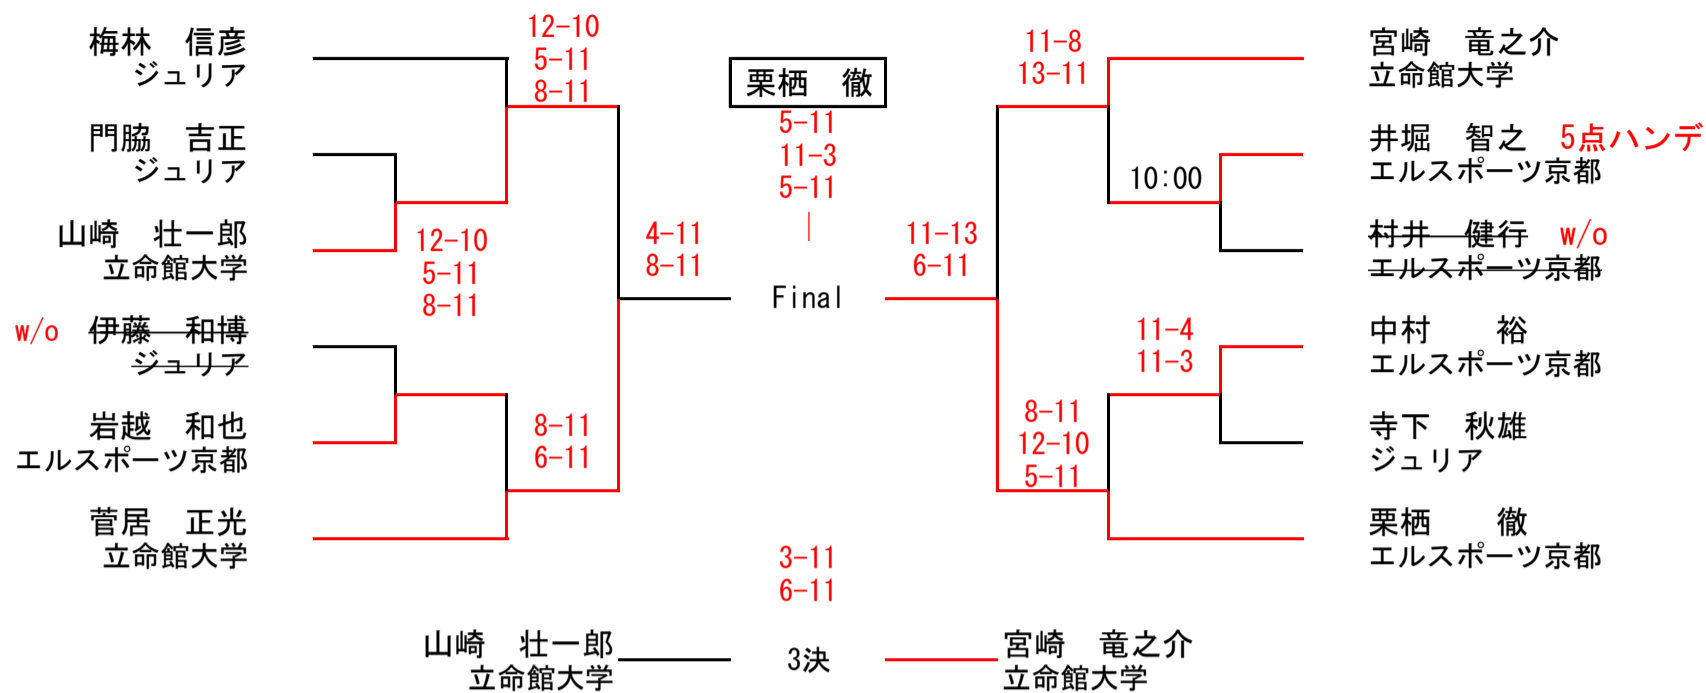 梅林　信彦
ジュリア
門脇　吉正
ジュリア
山崎　壮一郎
立命館大学
w/o　伊藤　和博
ジュリア
岩越　和也
エルスポーツ京都
菅居　正光
立命館大学
12-10
5-11
8-11
12-10
5-11
8-11
8-11
6-11
4-11
8-11
栗栖　徹
5-11
11-3
5-11
|
Final
11-13
6-11
11-8
13-11
10:00
11-4
11-3
8-11
12-10
5-11
宮崎　竜之介
立命館大学
井堀　智之　5点ハンデ
エルスポーツ京都
村井　健行　w/o
エルスポーツ京都
中村　　裕
エルスポーツ京都
寺下　秋雄
ジュリア
栗栖　　徹
エルスポーツ京都
3-11
6-11
山崎　壮一郎
立命館大学
3決
宮崎　竜之介
立命館大学